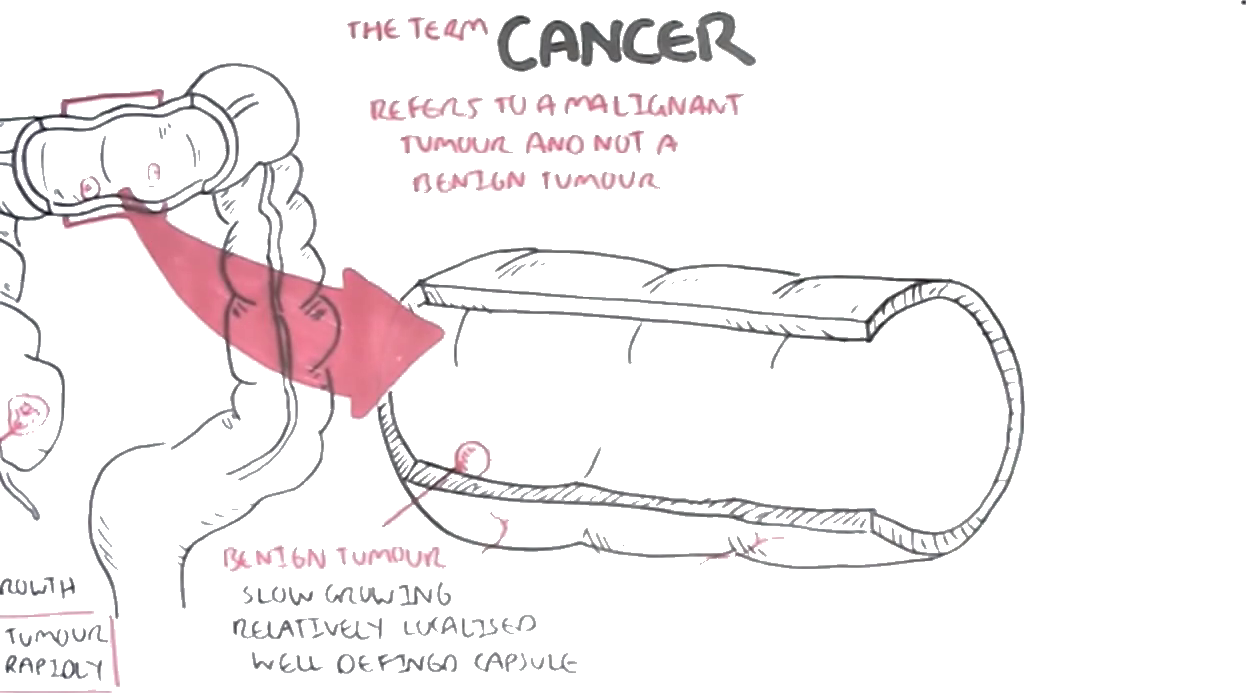 THE TERM CANCER
REFERS TO A MALIGNANT
TUMOUR AND NOT A
BENIGN TUMOUR
BENIGN TUMOUR
SLOW GROWING
RELATIVELY LOCALISED
WELL DEFINED CAPSULE
ROWTH
TUMOUR
RAPIDLY